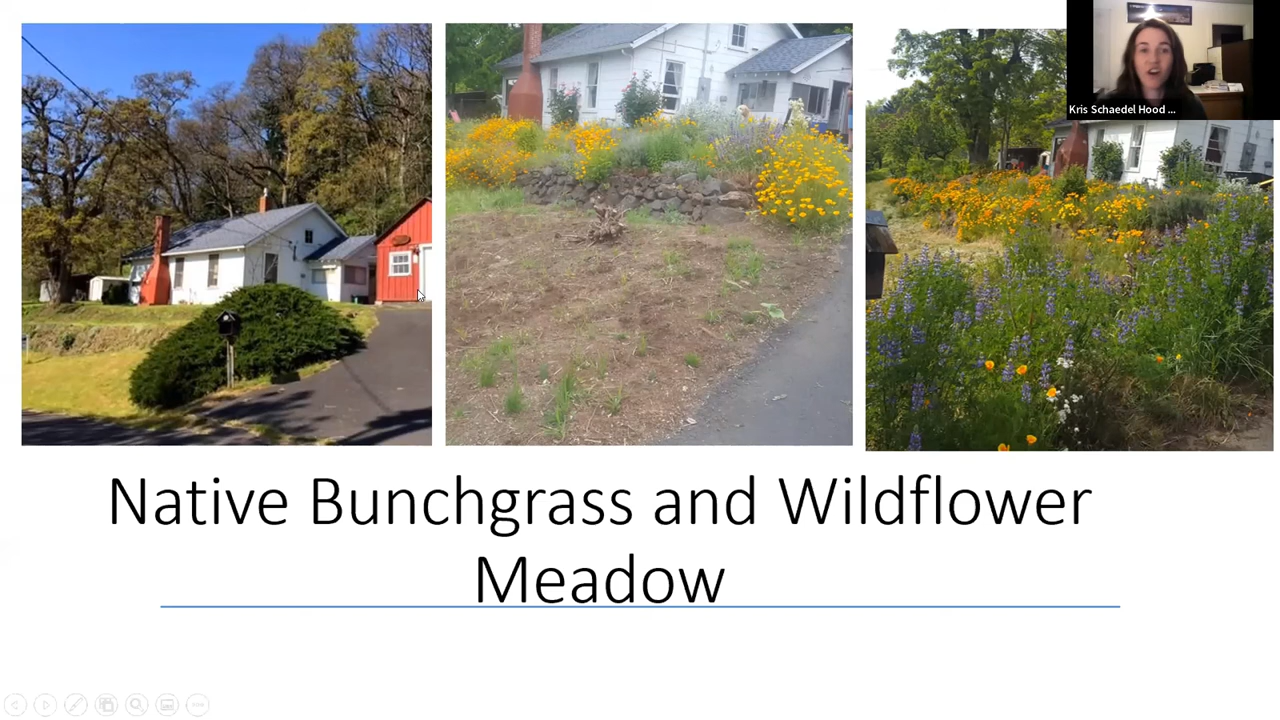 Kris Schaedel Hood ...
Native Bunchgrass and Wildflower
Meadow